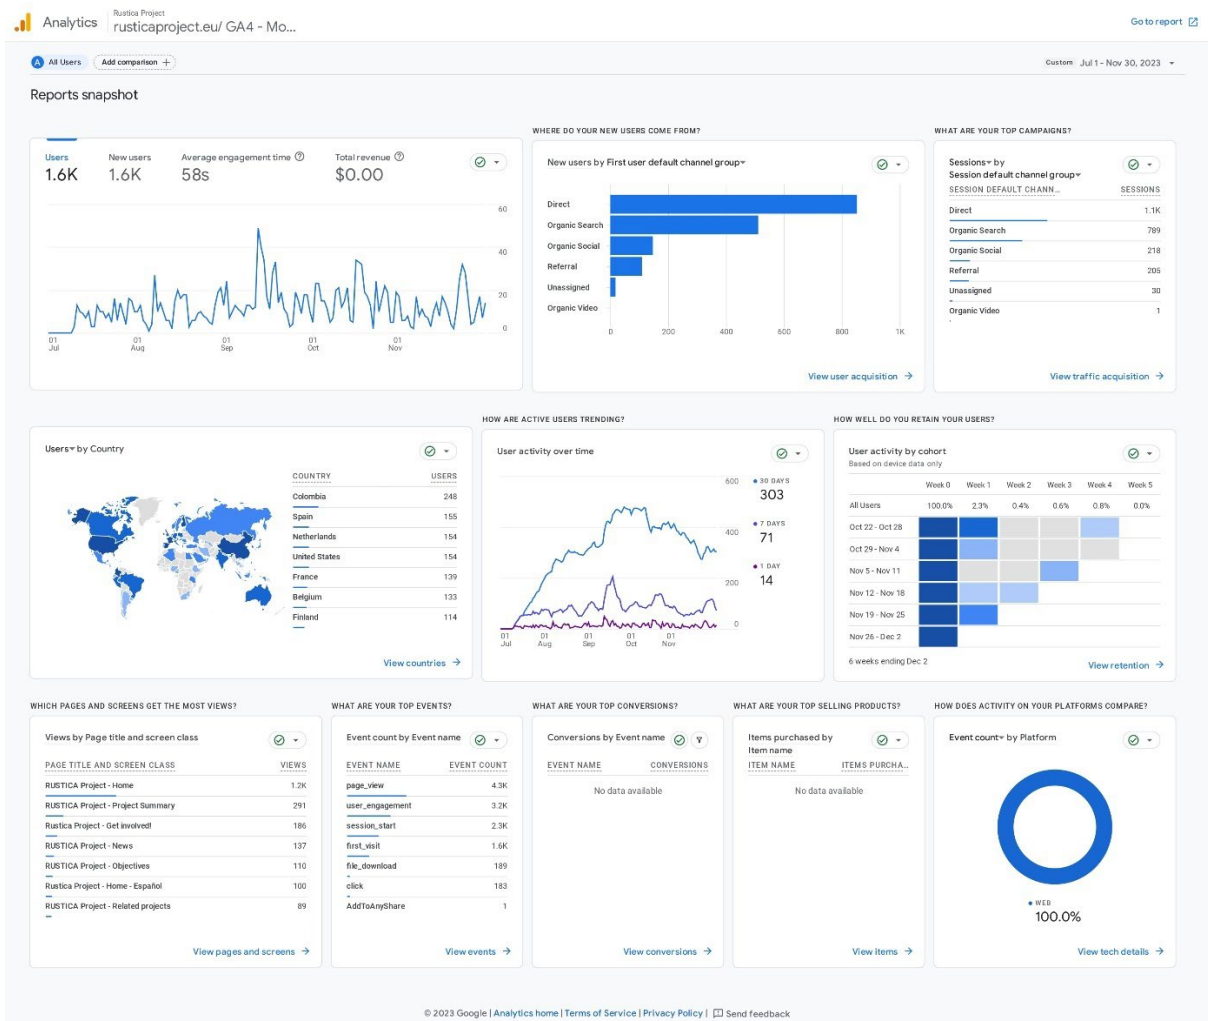 Analytics
Rustica Project
rusticaproject.eu/ GA4 - Mo...
Go to report
A All Users
Add comparison +
Custom Jul 1 - Nov 30, 2023
Reports snapshot
Users
1.6K
New users
1.6K
Average engagement time
58s
Total revenue
$0.00
60
40
20
0
01 Jul
01 Aug
01 Sep
01 Oct
01 Nov
WHERE DO YOUR NEW USERS COME FROM?
New users by First user default channel group
Direct
Organic Search
Organic Social
Referral
Unassigned
Organic Video
0 200 400 600 800 1K
View user acquisition
WHAT ARE YOUR TOP CAMPAIGNS?
Sessions by
Session default channel group
SESSION DEFAULT CHANN... SESSIONS
Direct 1.1K
Organic Search 789
Organic Social 218
Referral 205
Unassigned 30
Organic Video 1
View traffic acquisition
Users by Country
COUNTRY USERS
Colombia 248
Spain 155
Netherlands 154
United States 154
France 139
Belgium 133
Finland 114
View countries
HOW ARE ACTIVE USERS TRENDING?
User activity over time
600
400
200
0
01 Jul
01 Aug
01 Sep
01 Oct
01 Nov
30 DAYS
303
7 DAYS
71
1 DAY
14
HOW WELL DO YOU RETAIN YOUR USERS?
User activity by cohort
Based on device data only
Week 0 Week 1 Week 2 Week 3 Week 4 Week 5
All Users 100.0% 2.3% 0.4% 0.6% 0.8% 0.0%
Oct 22 - Oct 28
Oct 29 - Nov 4
Nov 5 - Nov 11
Nov 12 - Nov 18
Nov 19 - Nov 25
Nov 26 - Dec 2
6 weeks ending Dec 2
View retention
WHICH PAGES AND SCREENS GET THE MOST VIEWS?
Views by Page title and screen class
PAGE TITLE AND SCREEN CLASS VIEWS
RUSTICA Project - Home 1.2K
RUSTICA Project - Project Summary 291
Rustica Project - Get involved! 186
RUSTICA Project - News 137
RUSTICA Project - Objectives 110
Rustica Project - Home - Español 100
RUSTICA Project - Related projects 89
View pages and screens
WHAT ARE YOUR TOP EVENTS?
Event count by Event name
EVENT NAME EVENT COUNT
page_view 4.3K
user_engagement 3.2K
session_start 2.3K
first_visit 1.6K
file_download 189
click 183
AddToAnyShare 1
View events
WHAT ARE YOUR TOP CONVERSIONS?
Conversions by Event name
EVENT NAME CONVERSIONS
No data available
View conversions
WHAT ARE YOUR TOP SELLING PRODUCTS?
Items purchased by
Item name
ITEM NAME ITEMS PURCHA...
No data available
View items
HOW DOES ACTIVITY ON YOUR PLATFORMS COMPARE?
Event count by Platform
WEB
100.0%
View tech details
© 2023 Google | Analytics home | Terms of Service | Privacy Policy | Send feedback